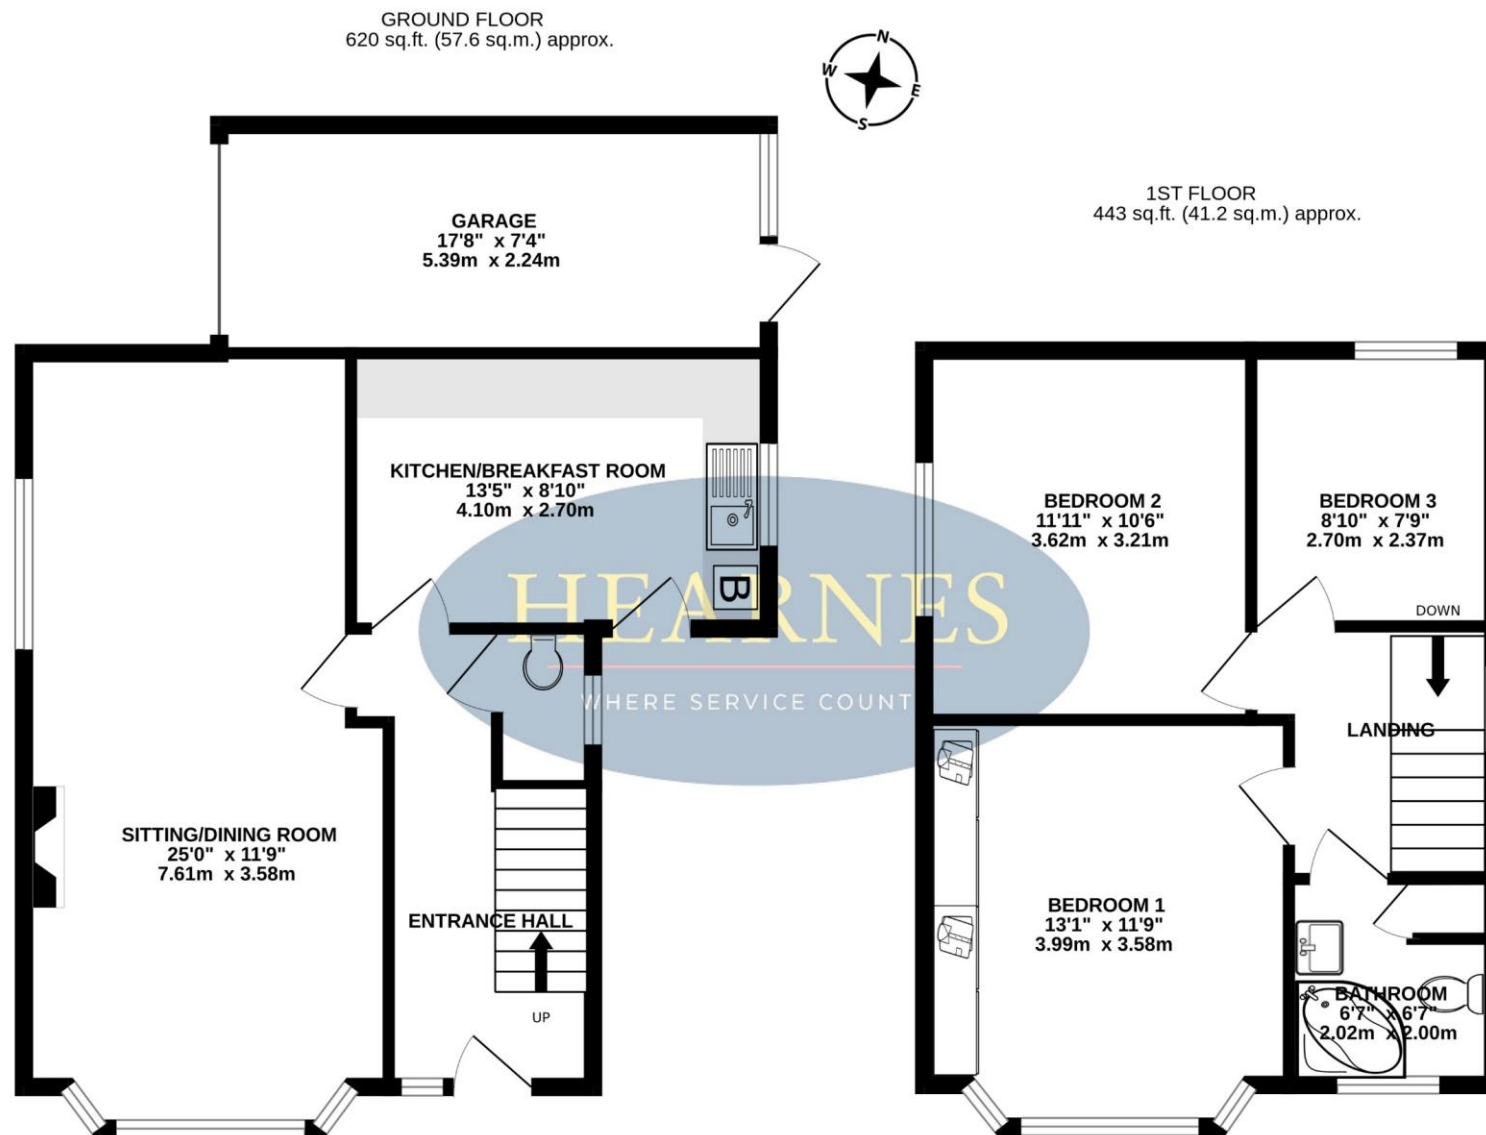 GROUND FLOOR
620 sq.ft. (57.6 sq.m.) approx.
N
W
E
S
1ST FLOOR
443 sq.ft. (41.2 sq.m.) approx.
GARAGE
17'8" x 7'4"
5.39m x 2.24m
KITCHEN/BREAKFAST ROOM
13'5" x 8'10"
4.10m x 2.70m
B
HEARNES
WHERE SERVICE COUNT
SITTING/DINING ROOM
25'0" x 11'9"
7.61m x 3.58m
ENTRANCE HALL
UP
BEDROOM 2
11'11" x 10'6"
3.62m x 3.21m
BEDROOM 3
8'10" x 7'9"
2.70m x 2.37m
DOWN
LANDING
BEDROOM 1
13'1" x 11'9"
3.99m x 3.58m
BATHROOM
6'7" x 6'7"
2.02m x 2.00m